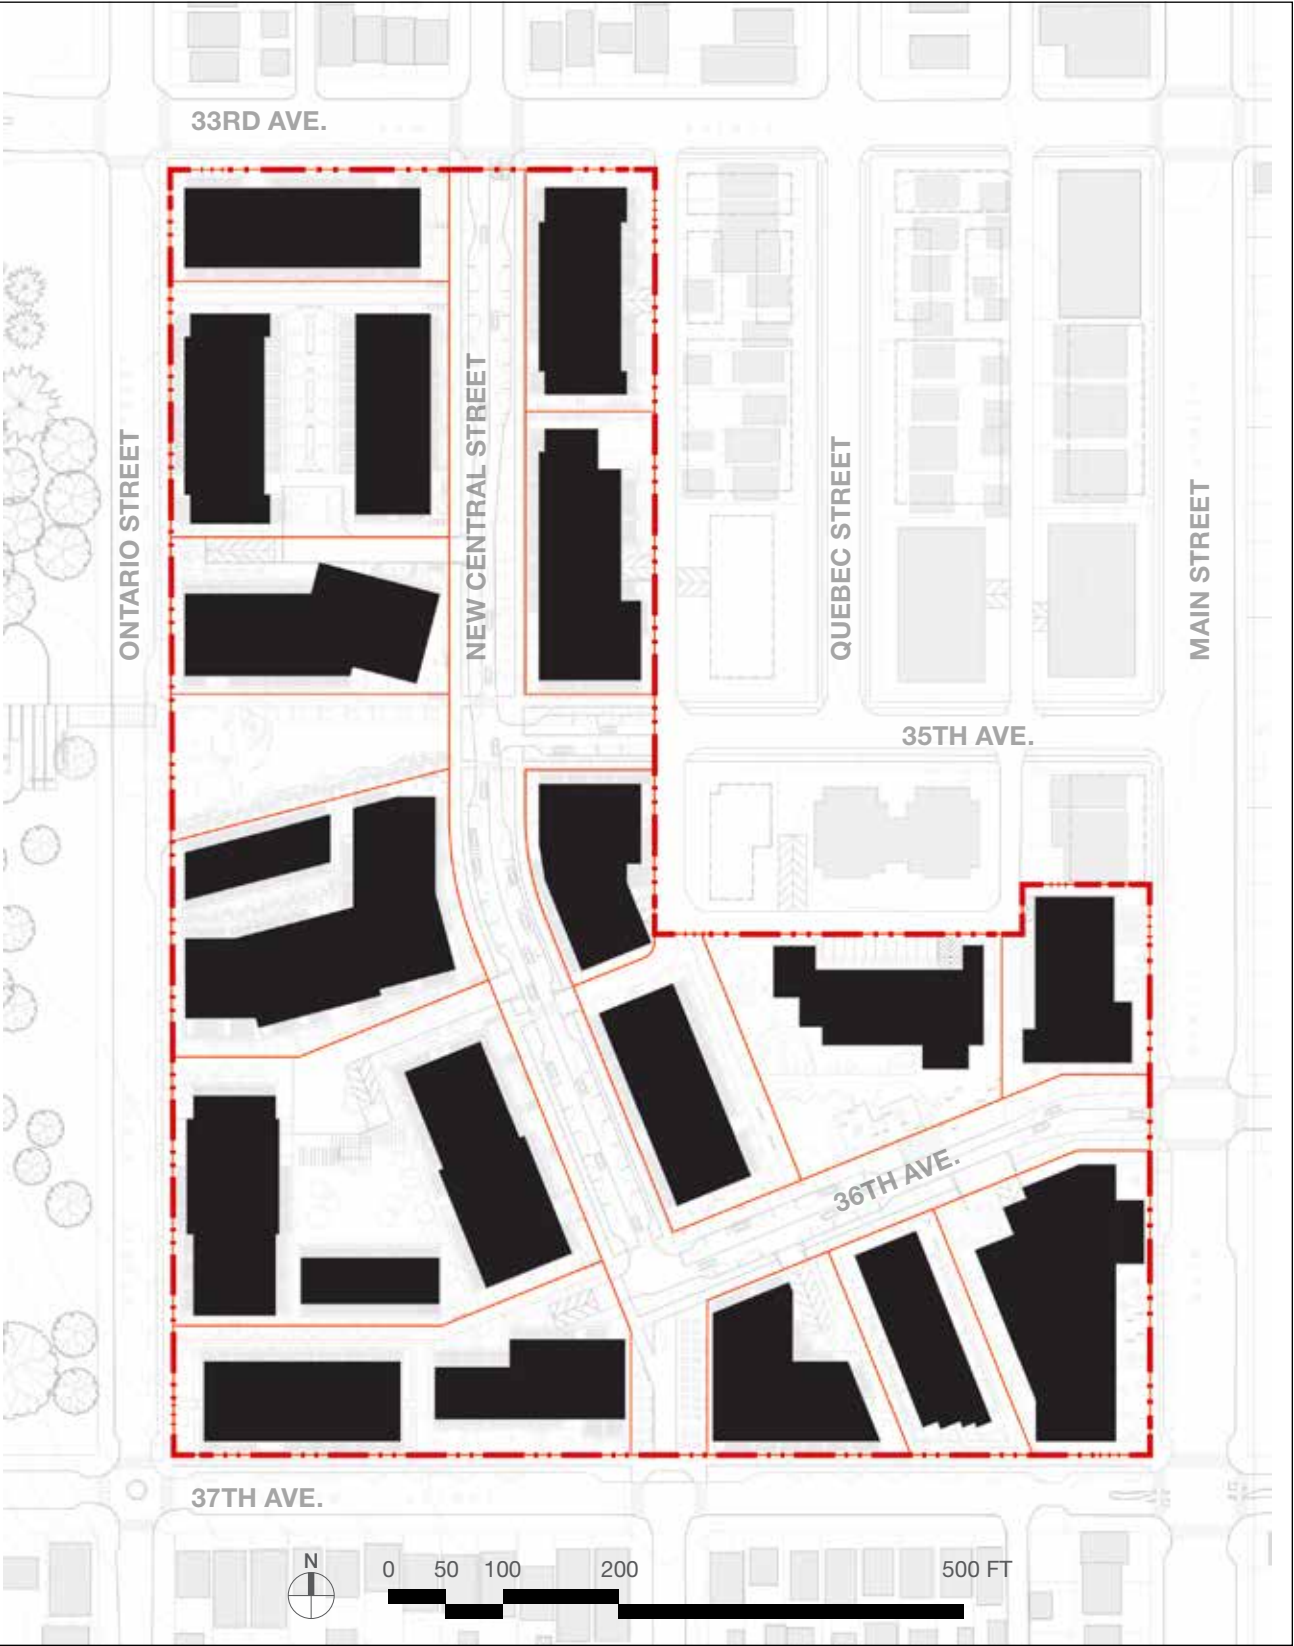 33RD AVE.
ONTARIO STREET
NEW CENTRAL STREET
QUEBEC STREET
MAIN STREET
35TH AVE.
36TH AVE.
37TH AVE.
N
0 50 100 200 500 FT